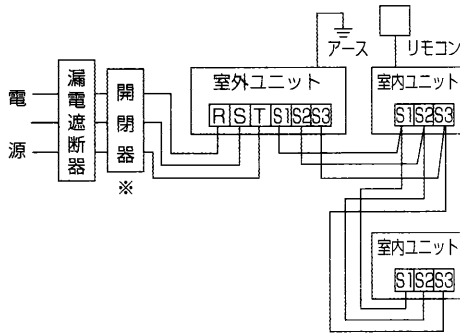 アース
リモコン
電
源
漏電遮断器
開閉器
※
室外ユニット
R S T S1 S2 S3
室内ユニット
S1 S2 S3
室内ユニット
S1 S2 S3